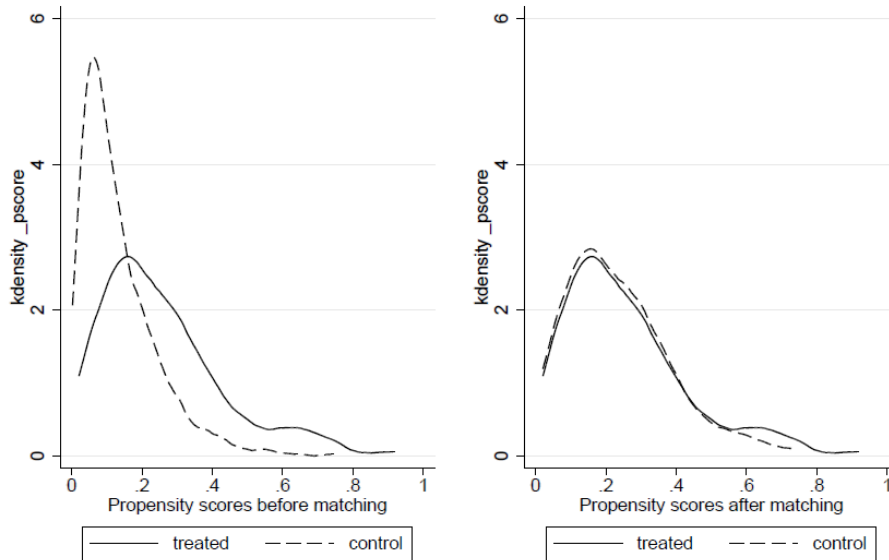 6
4
2
0
kdensity _pscore
0 .2 .4 .6 .8 1
Propensity scores before matching
treated control
6
4
2
0
kdensity _pscore
0 .2 .4 .6 .8 1
Propensity scores after matching
treated control